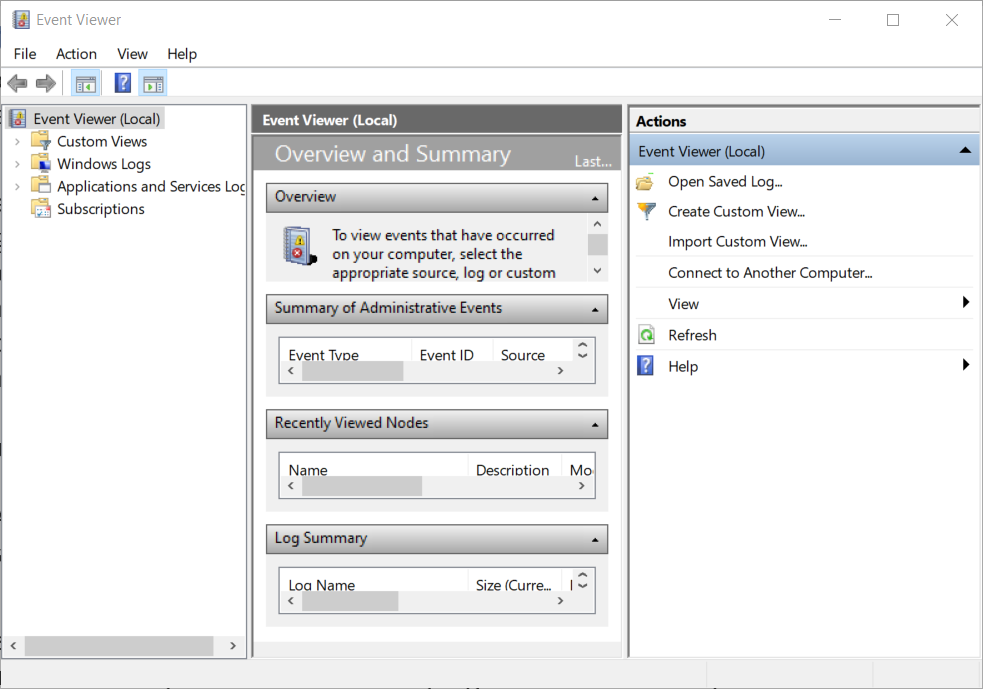 Event Viewer
File Action View Help
Event Viewer (Local)
Custom Views
Windows Logs
Applications and Services Log
Subscriptions
Event Viewer (Local)
Overview and Summary
Last...
Overview
To view events that have occurred
on your computer, select the
appropriate source, log or custom
Summary of Administrative Events
Event Type Event ID Source
Recently Viewed Nodes
Name Description Mo
Log Summary
Log Name Size (Curre...
Actions
Event Viewer (Local)
Open Saved Log...
Create Custom View...
Import Custom View...
Connect to Another Computer...
View
Refresh
Help